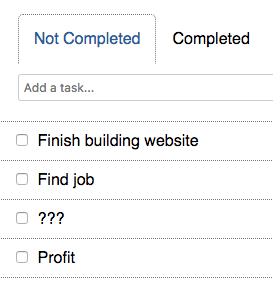 Not Completed Completed
Add a task...
Finish building website
Find job
???
Profit